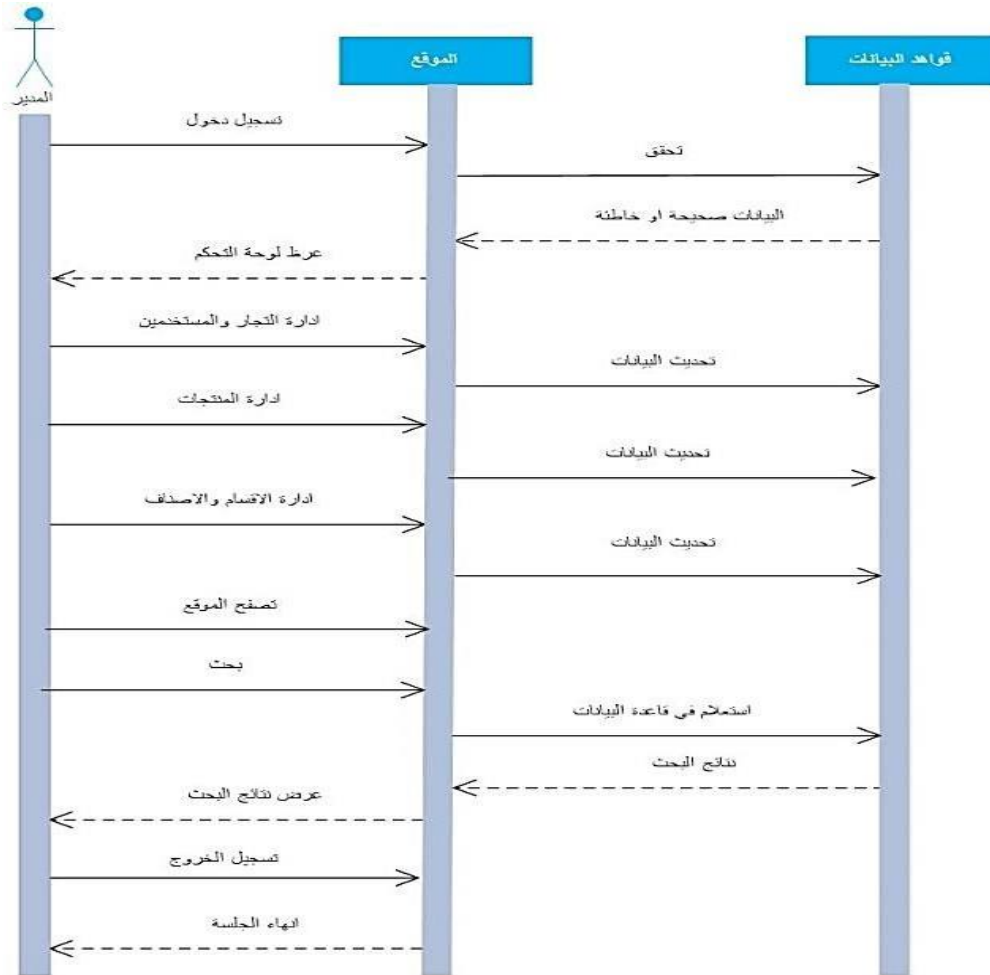 الموقع
قواعد البيانات
المدير
تسجيل دخول
تحقق
البيانات صحيحة او خاطئة
عرظ لوحة التحكم
ادارة التجار والمستخدمين
تحديث البيانات
ادارة المنتجات
تحديث البيانات
ادارة الاقسام والاصناف
تحديث البيانات
تصفح الموقع
بحث
استعلام في قاعدة البيانات
نتائج البحث
عرض نتائج البحث
تسجيل الخروج
انهاء الجلسة